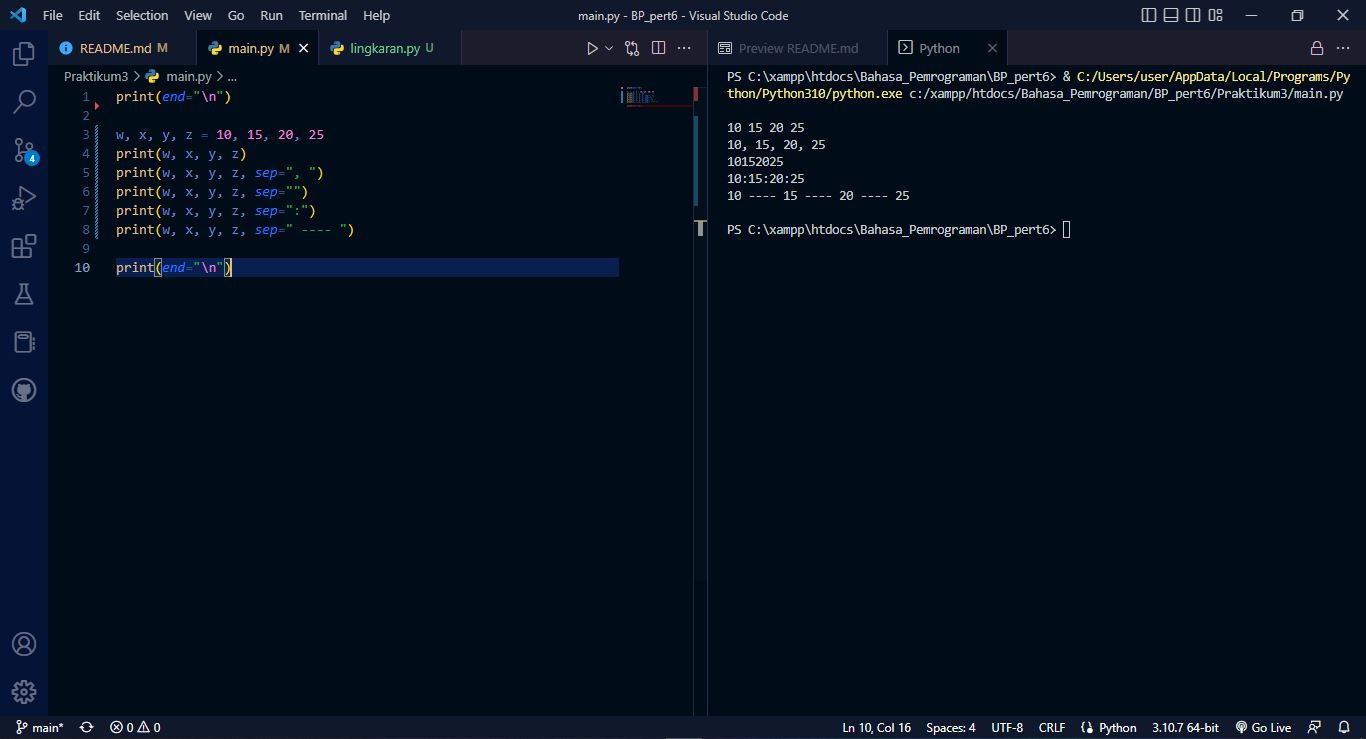 File Edit Selection View Go Run Terminal Help main.py - BP_pert6 - Visual Studio Code
README.md M main.py M lingkaran.py U Preview README.md Python
Praktikum3 > main.py > ...
1 print(end="\n")
2
3 w, x, y, z = 10, 15, 20, 25
4 print(w, x, y, z)
5 print(w, x, y, z, sep=", ")
6 print(w, x, y, z, sep="")
7 print(w, x, y, z, sep=":")
8 print(w, x, y, z, sep=" ---- ")
9
10 print(end="\n")
PS C:\xampp\htdocs\Bahasa_Pemrograman\BP_pert6> & C:/Users/user/AppData/Local/Programs/Py
thon/Python310/python.exe c:/xampp/htdocs/Bahasa_Pemrograman/BP_pert6/Praktikum3/main.py
10 15 20 25
10, 15, 20, 25
10152025
10:15:20:25
10 ---- 15 ---- 20 ---- 25
PS C:\xampp\htdocs\Bahasa_Pemrograman\BP_pert6>
4
main* 0 0 Ln 10, Col 16 Spaces: 4 UTF-8 CRLF Python 3.10.7 64-bit Go Live